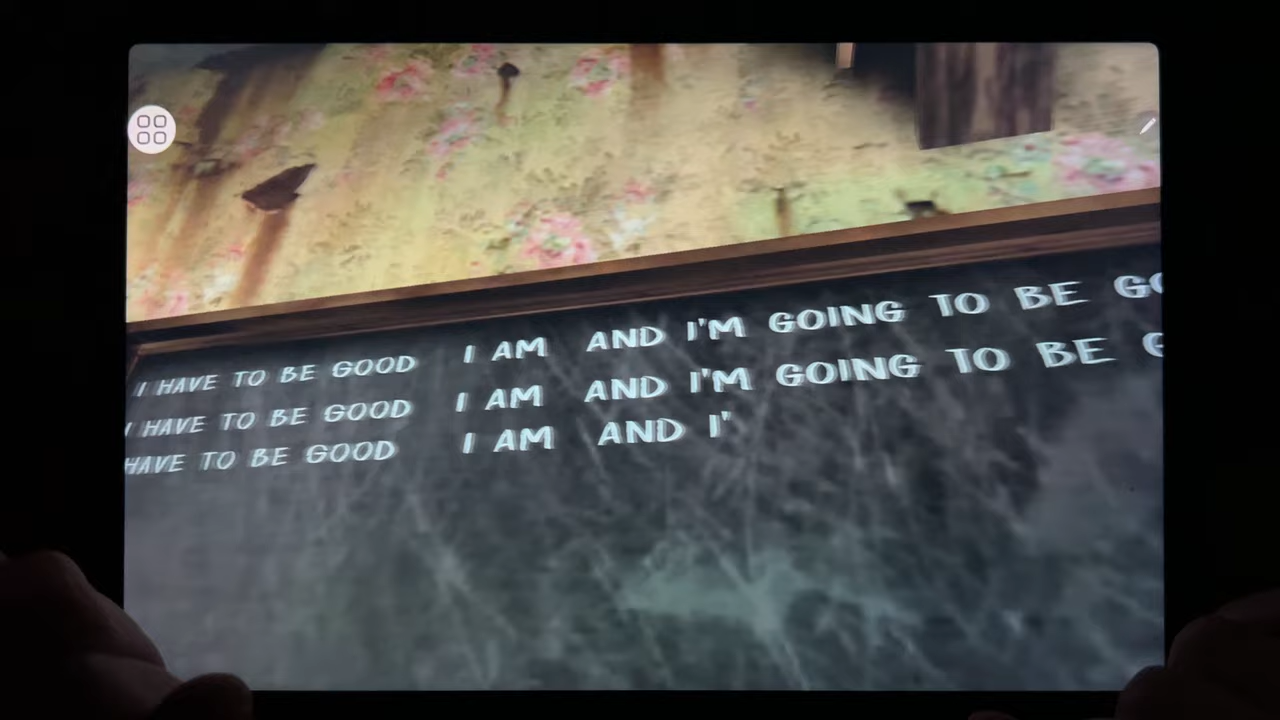 I HAVE TO BE GOOD I AM AND I'M GOING TO BE GO
I HAVE TO BE GOOD I AM AND I'M GOING TO BE G
HAVE TO BE GOOD I AM AND I'